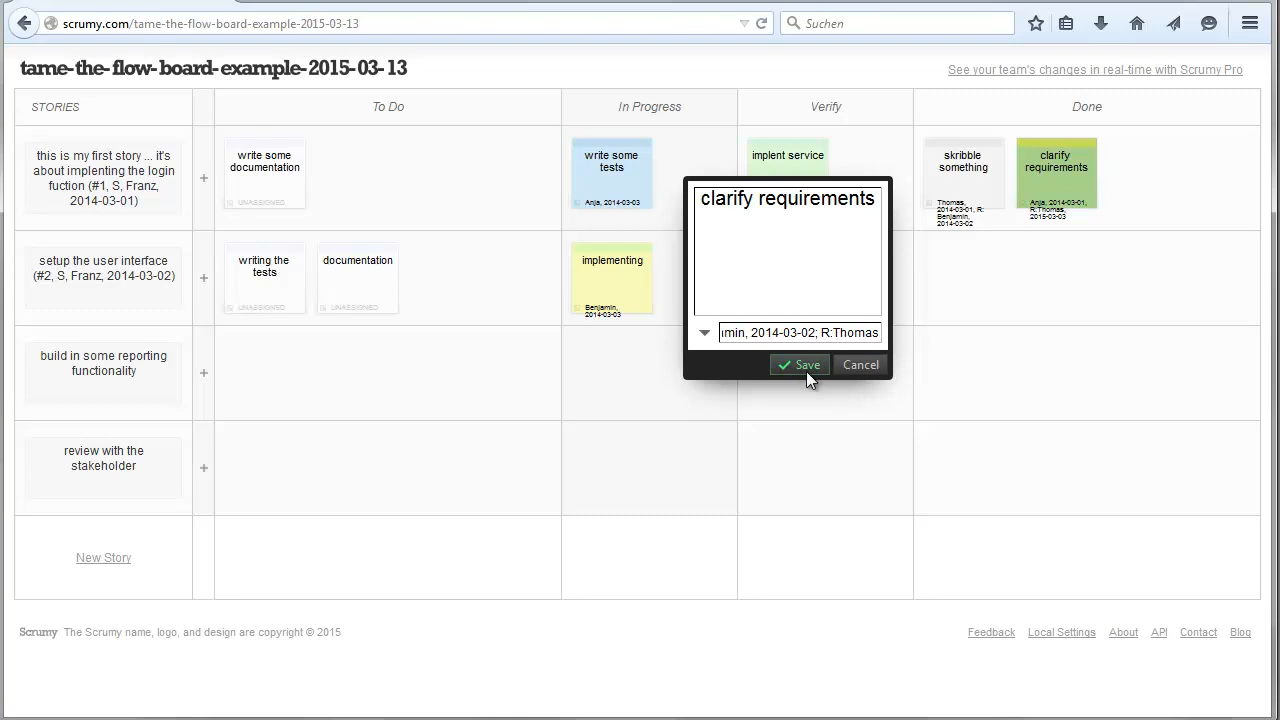 scrumy.com/tame-the-flow-board-example-2015-03-13
Suchen
tame-the-flow-board-example-2015-03-13
See your team's changes in real-time with Scrumy Pro
STORIES
To Do
In Progress
Verify
Done
this is my first story ... it's
about implenting the login
fuction (#1, S, Franz,
2014-03-01)
+
write some
documentation
UNASSIGNED
write some
tests
Anja, 2014-03-03
implent service
skribble
something
Thomas,
2014-03-01, R:
Benjamin,
2014-03-02
clarify
requirements
Anja, 2014-03-01,
R:Thomas,
2015-03-03
clarify requirements
min, 2014-03-02; R:Thomas
Save
Cancel
setup the user interface
(#2, S, Franz, 2014-03-02)
+
writing the
tests
UNASSIGNED
documentation
UNASSIGNED
implementing
Benjamin,
2014-03-03
build in some reporting
functionality
+
review with the
stakeholder
+
New Story
Scrumy The Scrumy name, logo, and design are copyright © 2015
Feedback
Local Settings
About
API
Contact
Blog